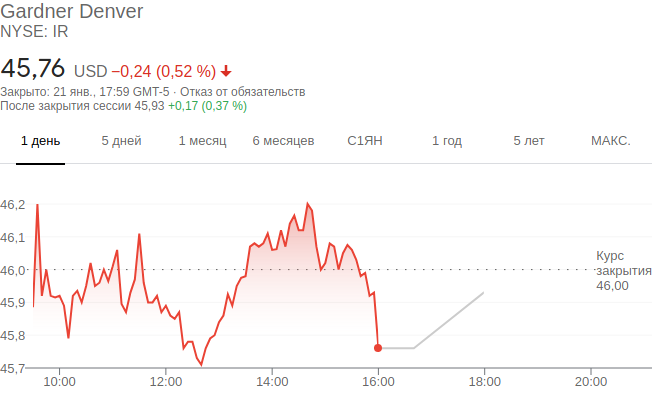 Gardner Denver
NYSE: IR
45,76 USD −0,24 (0,52 %)
Закрыто: 21 янв., 17:59 GMT-5 · Отказ от обязательств
После закрытия сессии 45,93 +0,17 (0,37 %)
1 день 5 дней 1 месяц 6 месяцев С1ЯН 1 год 5 лет МАКС.
46,2
46,1
46,0
45,9
45,8
45,7
Курс
закрытия
46,00
10:00 12:00 14:00 16:00 18:00 20:00